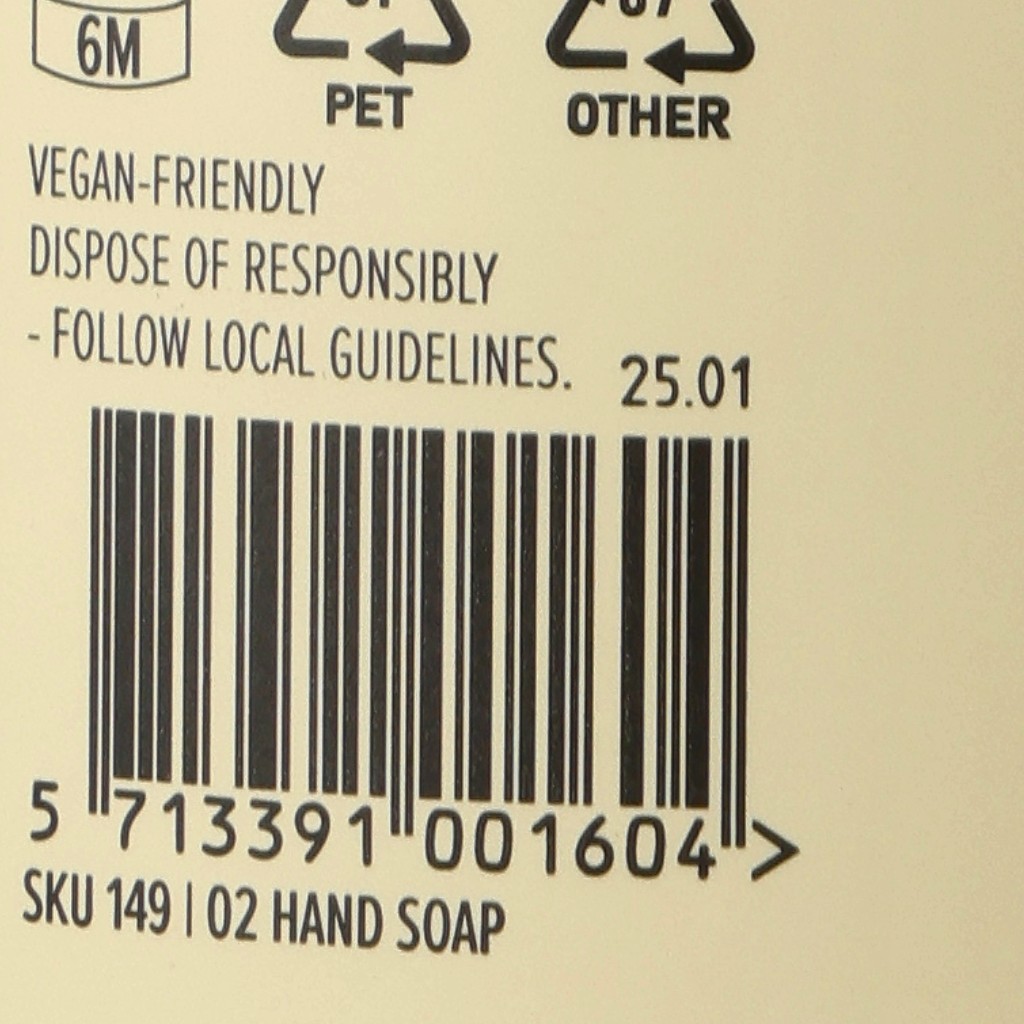 6M
PET
OTHER
VEGAN-FRIENDLY
DISPOSE OF RESPONSIBLY
- FOLLOW LOCAL GUIDELINES.
25.01
5 713391 001604 >
SKU 149 | 02 HAND SOAP